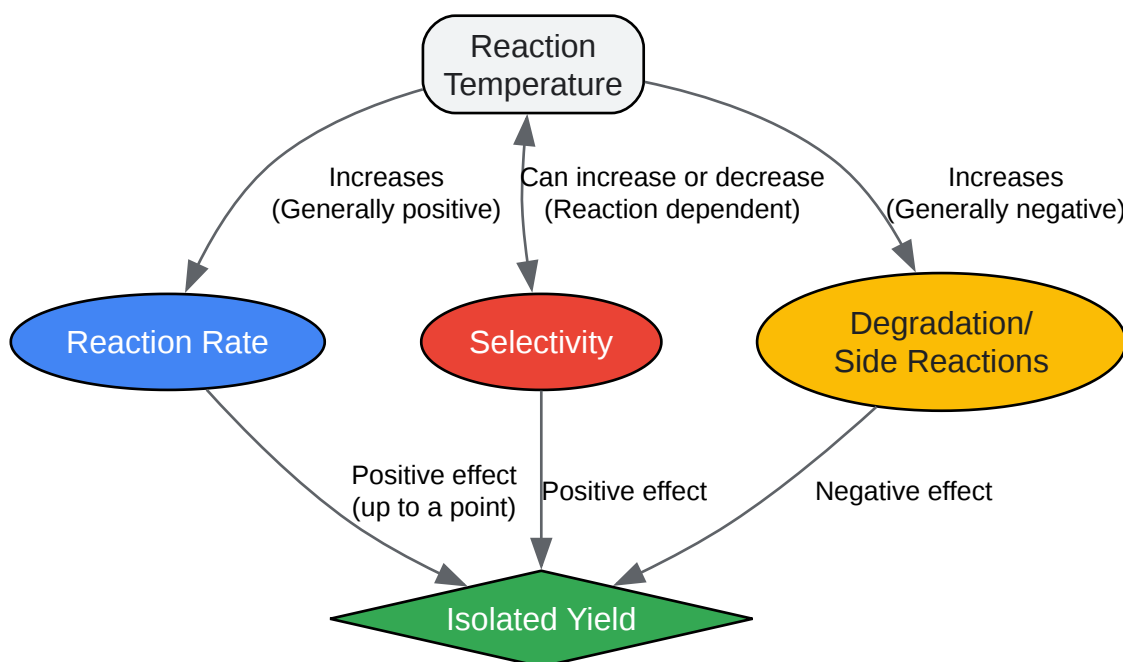 Reaction
Temperature
Increases
(Generally positive)
Can increase or decrease
(Reaction dependent)
Increases
(Generally negative)
Reaction Rate
Selectivity
Degradation/
Side Reactions
Positive effect
(up to a point)
Positive effect
Negative effect
Isolated Yield